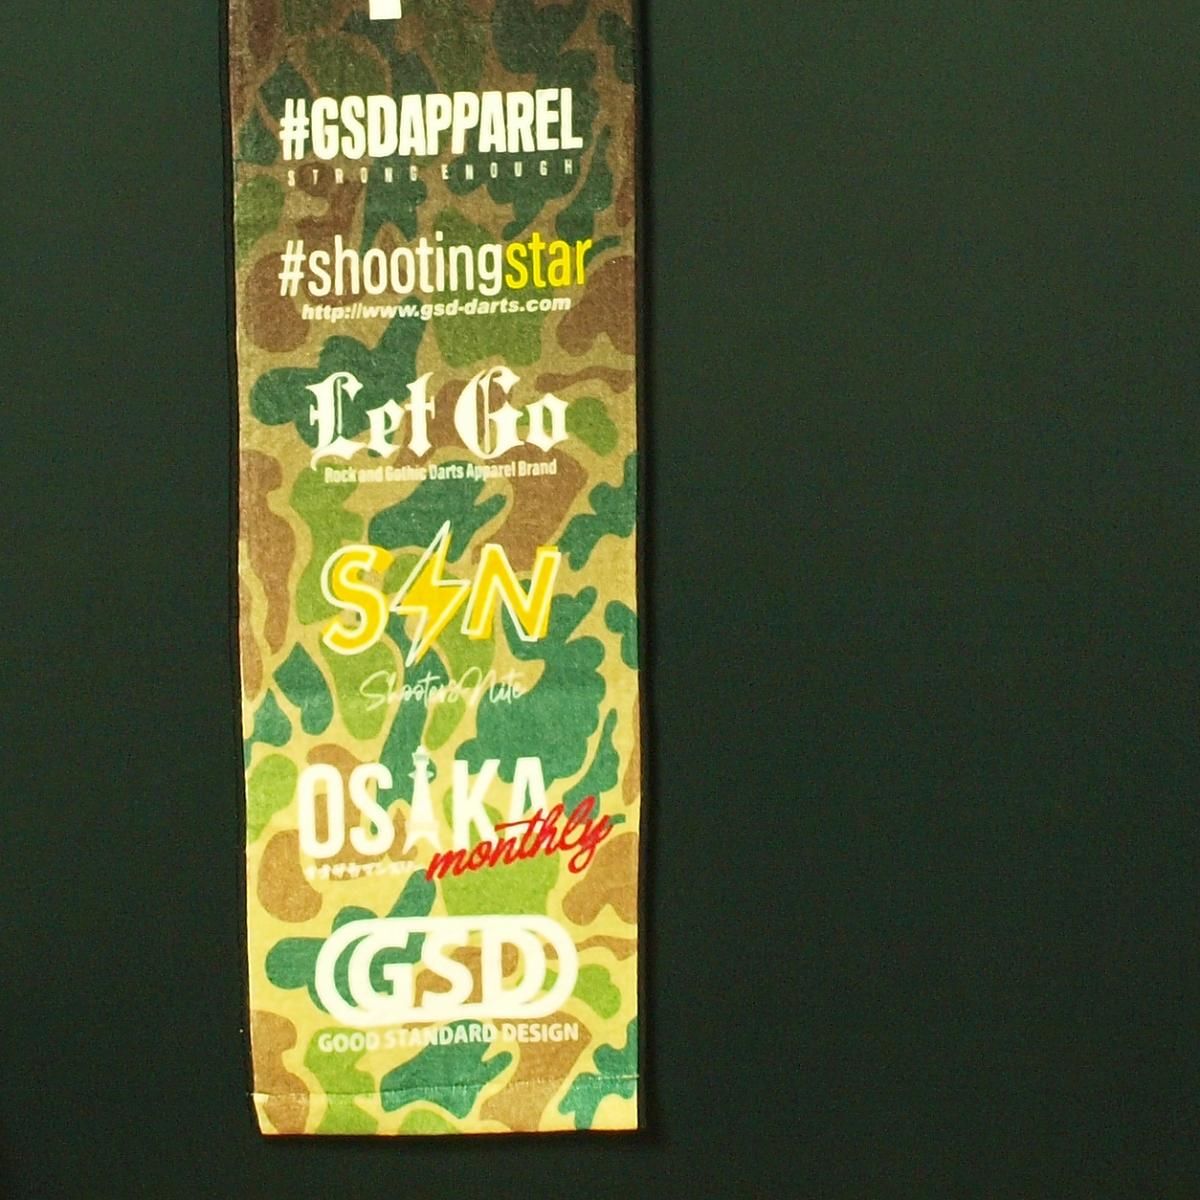 #GSDAPPAREL
STRONG ENOUGH
#shootingstar
http://www.gsd-darts.com
Let Go
Rock and Gothic Darts Apparel Brand
S N
Shooters Nite
OSAKA
monthly
GSD
GOOD STANDARD DESIGN